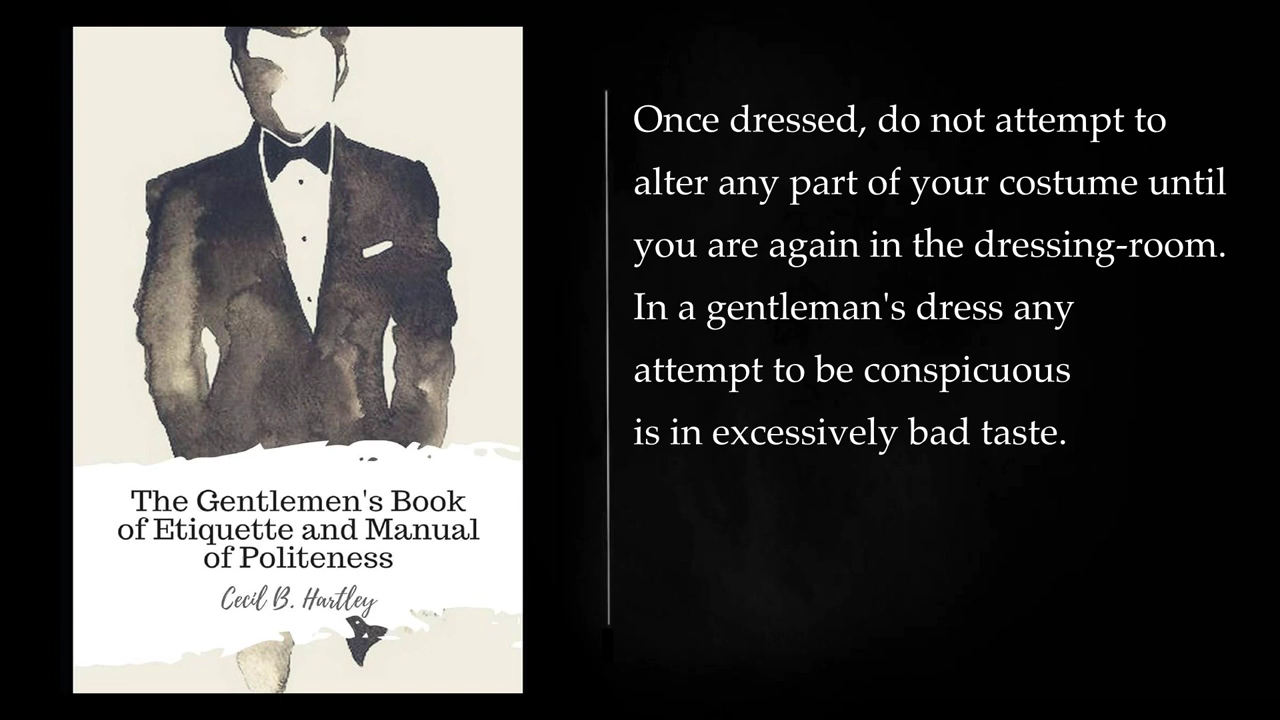 The Gentlemen's Book
of Etiquette and Manual
of Politeness
Cecil B. Hartley
Once dressed, do not attempt to
alter any part of your costume until
you are again in the dressing-room.
In a gentleman's dress any
attempt to be conspicuous
is in excessively bad taste.